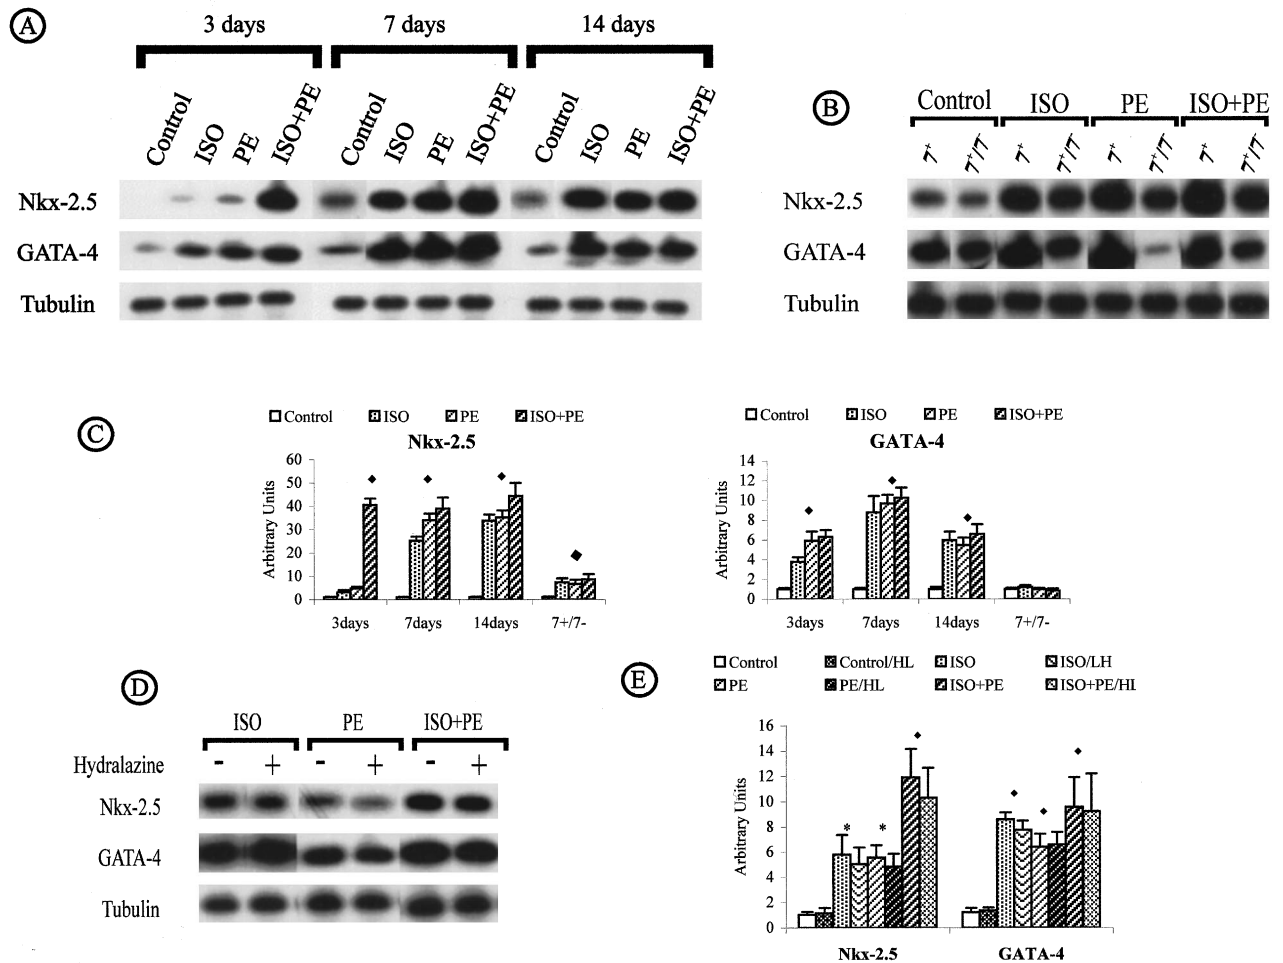 A
3 days 7 days 14 days
Control ISO PE ISO+PE Control ISO PE ISO+PE Control ISO PE ISO+PE
Nkx-2.5
GATA-4
Tubulin
B
Control ISO PE ISO+PE
7+ 7+/7- 7+ 7+/7- 7+ 7+/7- 7+ 7+/7-
Nkx-2.5
GATA-4
Tubulin
C
Control ISO PE ISO+PE
Nkx-2.5
Arbitrary Units
60
50
40
30
20
10
0
3days 7days 14days 7+/7-
Control ISO PE ISO+PE
GATA-4
Arbitrary Units
14
12
10
8
6
4
2
0
3days 7days 14days 7+/7-
D
ISO PE ISO+PE
Hydralazine - + - + - +
Nkx-2.5
GATA-4
Tubulin
E
Control Control/HL ISO ISO/LH
PE PE/HL ISO+PE ISO+PE/HL
Arbitrary Units
16
14
12
10
8
6
4
2
0
* *
Nkx-2.5 GATA-4